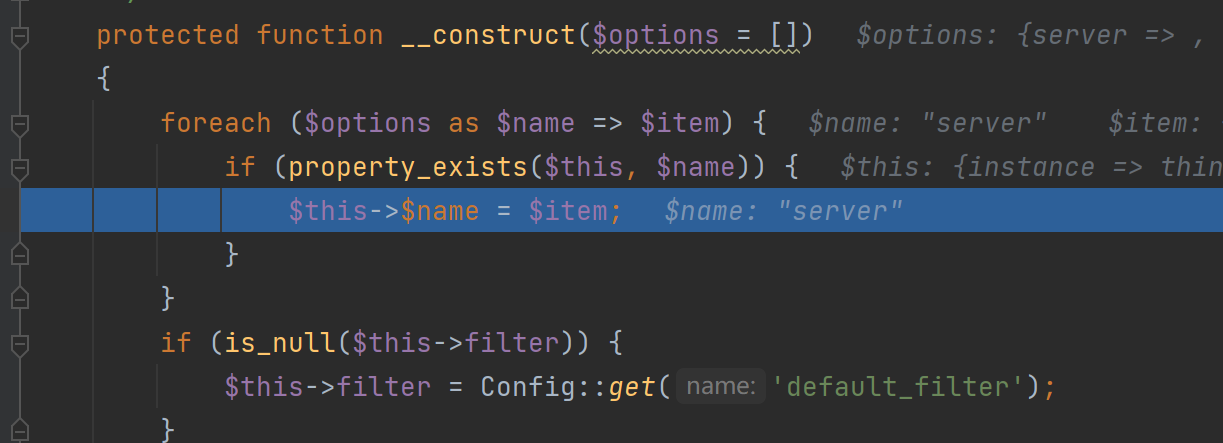 protected function __construct($options = []) $options: {server => ,
{
foreach ($options as $name => $item) { $name: "server" $item:
if (property_exists($this, $name)) { $this: {instance => thin
$this->$name = $item; $name: "server"
}
}
if (is_null($this->filter)) {
$this->filter = Config::get( name: 'default_filter');
}